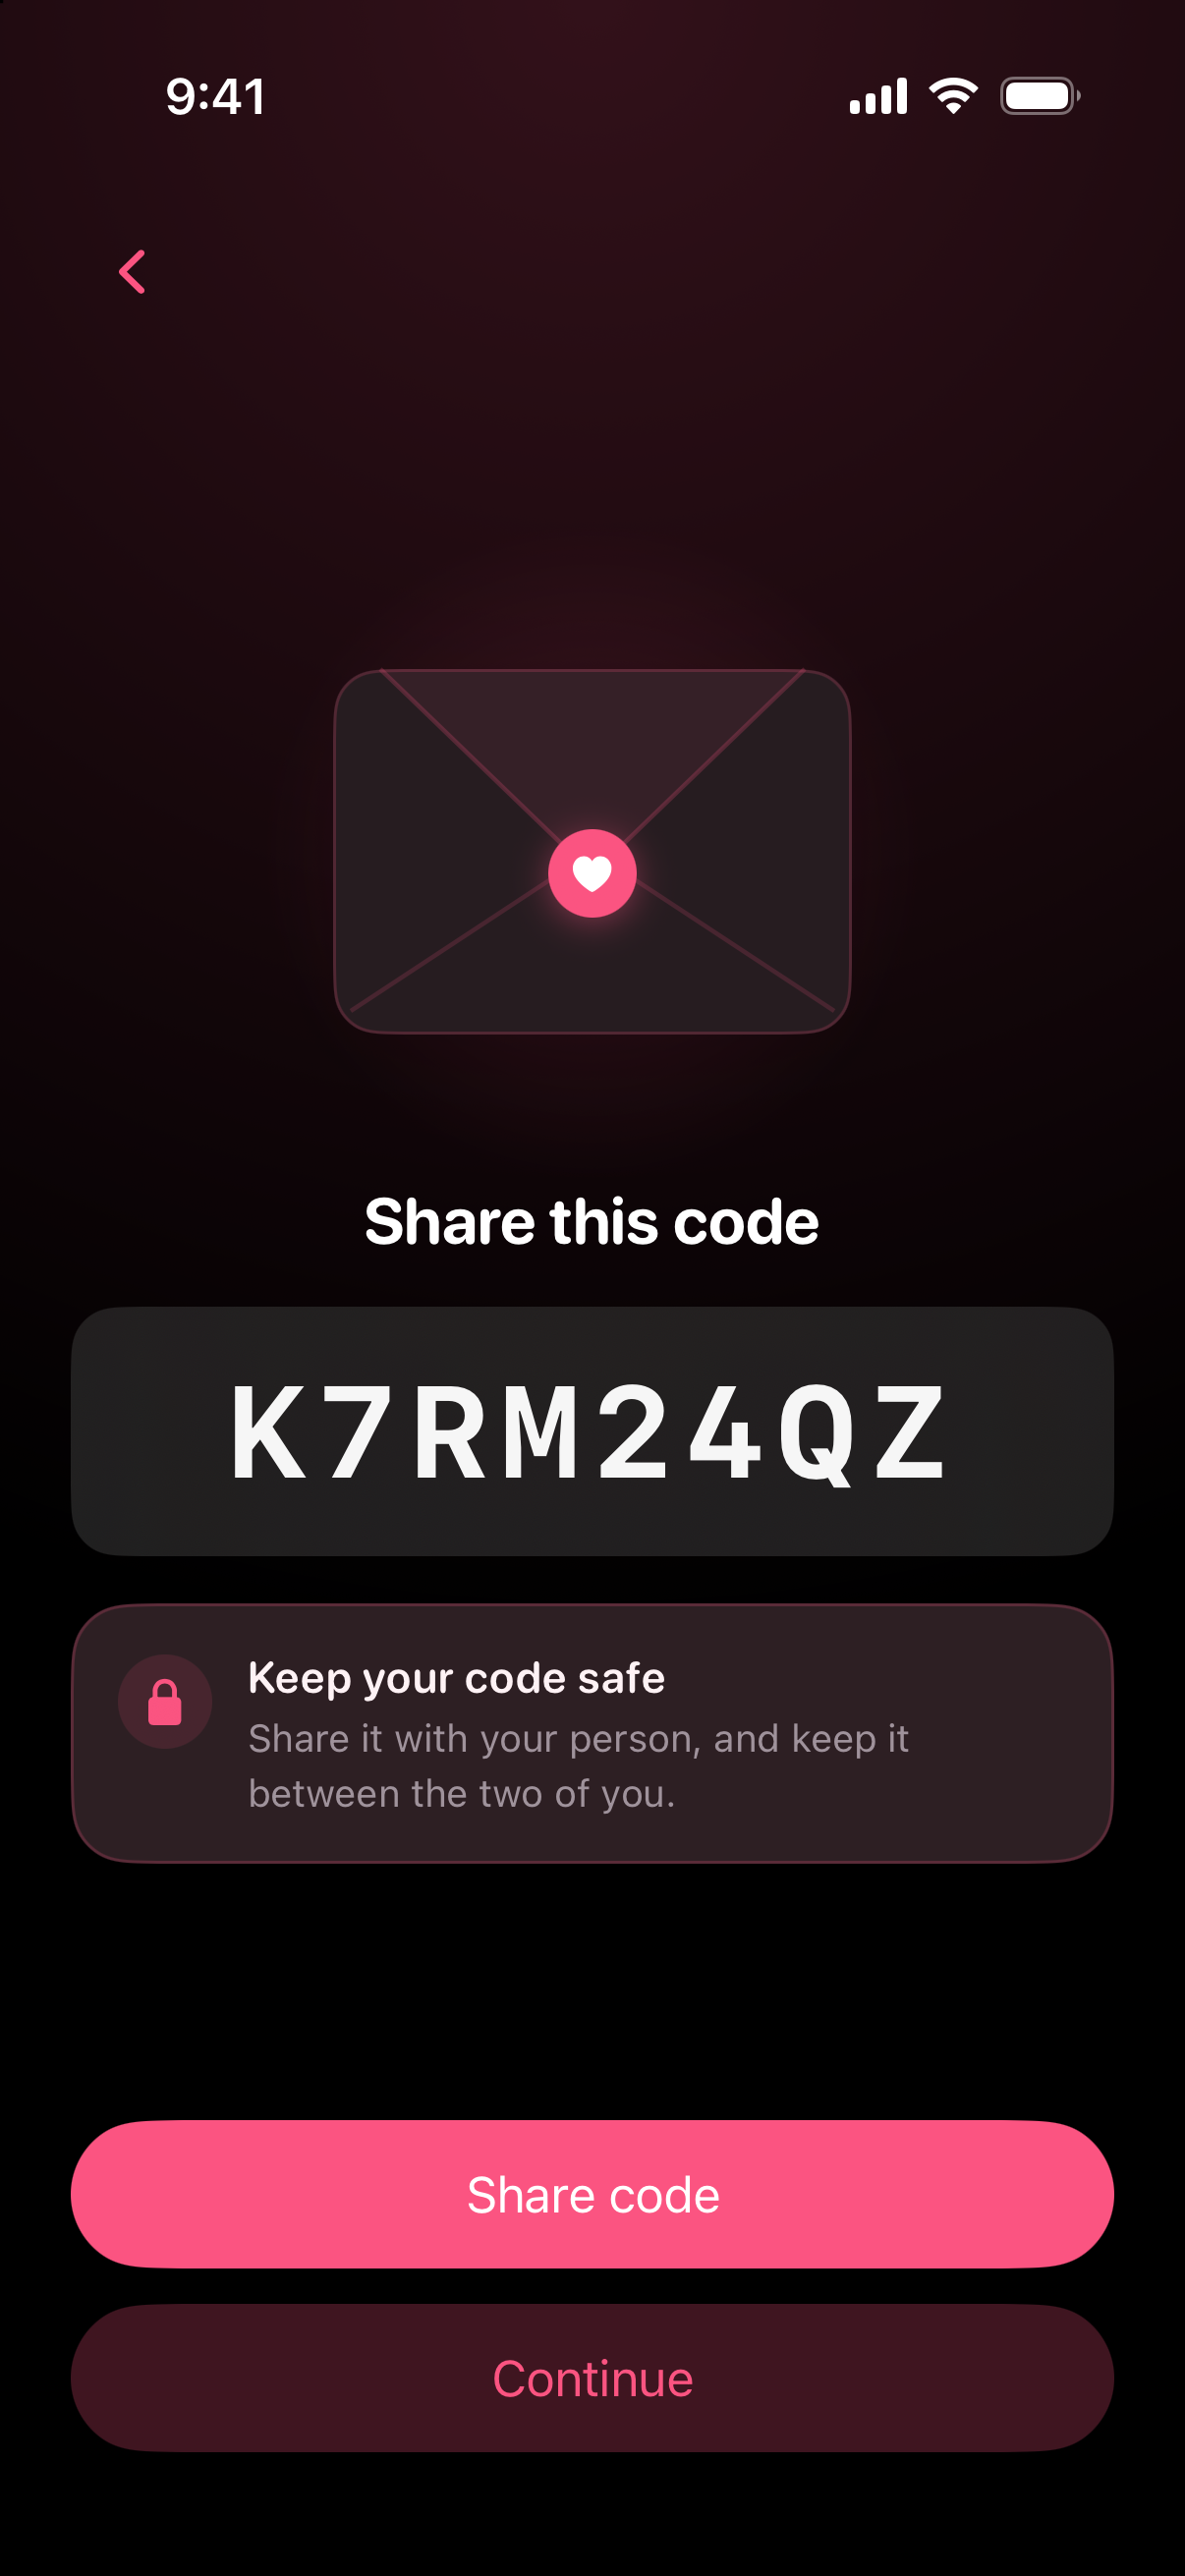 9:41
Share this code
K7RM24QZ
Keep your code safe
Share it with your person, and keep it
between the two of you.
Share code
Continue